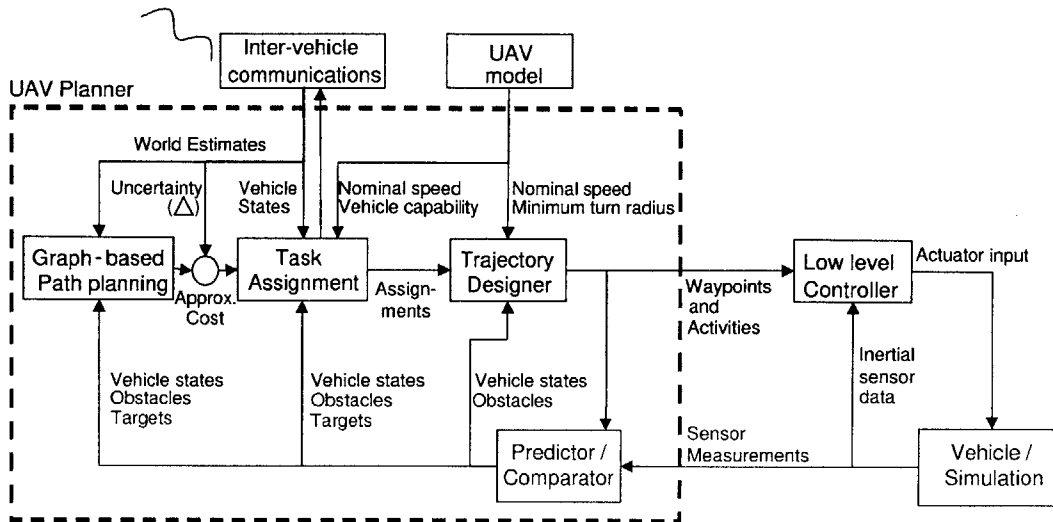 Inter-vehicle
communications
UAV
model
UAV Planner
World Estimates
Uncertainty
(△)
Vehicle
States
Nominal speed
Vehicle capability
Nominal speed
Minimum turn radius
Graph-based
Path planning
Approx.
Cost
Task
Assignment
Assign-
ments
Trajectory
Designer
Waypoints
and
Activities
Low level
Controller
Actuator input
Vehicle states
Obstacles
Targets
Vehicle states
Obstacles
Targets
Vehicle states
Obstacles
Inertial
sensor
data
Predictor /
Comparator
Sensor
Measurements
Vehicle /
Simulation